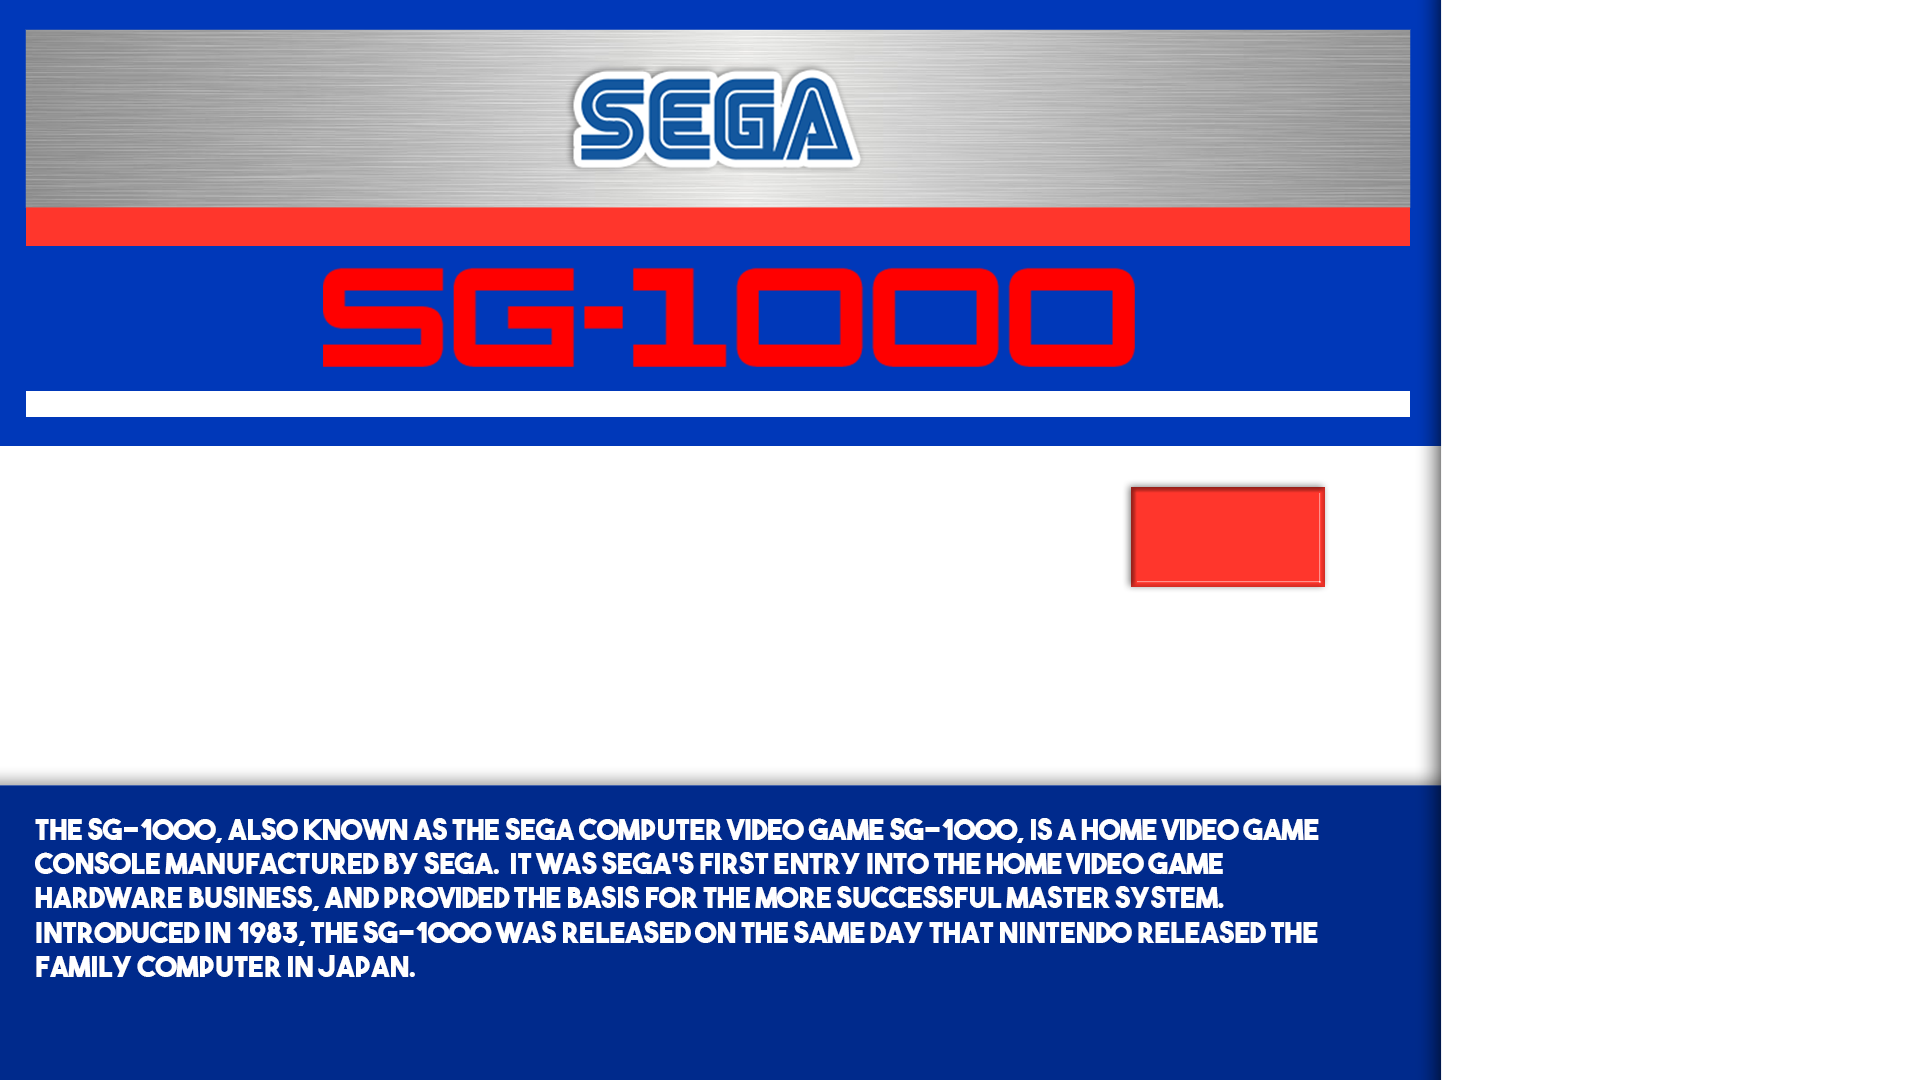 SEGA
SG-1000
THE SG-1000, ALSO KNOWN AS THE SEGA COMPUTER VIDEO GAME SG-1000, IS A HOME VIDEO GAME
CONSOLE MANUFACTURED BY SEGA.  IT WAS SEGA'S FIRST ENTRY INTO THE HOME VIDEO GAME
HARDWARE BUSINESS, AND PROVIDED THE BASIS FOR THE MORE SUCCESSFUL MASTER SYSTEM.
INTRODUCED IN 1983, THE SG-1000 WAS RELEASED ON THE SAME DAY THAT NINTENDO RELEASED THE
FAMILY COMPUTER IN JAPAN.